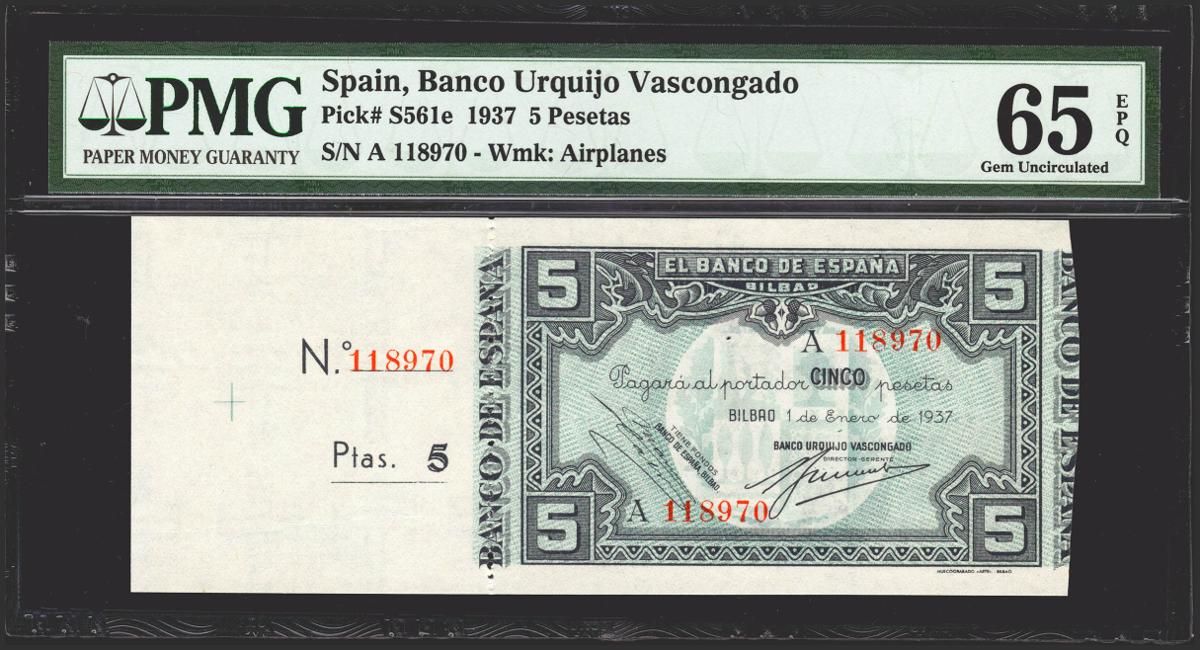 PMG
PAPER MONEY GUARANTY
Spain, Banco Urquijo Vascongado
Pick# S561e 1937 5 Pesetas
S/N A 118970 - Wmk: Airplanes
65
EPQ
Gem Uncirculated
N.º 118970
Ptas. 5
BANCO·DE·ESPAÑA
5
EL BANCO DE ESPAÑA
BILBAO
5
A 118970
Pagará al portador CINCO pesetas
BILBAO 1 de Enero de 1937
TIENE FONDOS
BANCO DE ESPAÑA, BILBAO
BANCO URQUIJO VASCONGADO
DIRECTOR-GERENTE
A 118970
5
5
HUECOGRABADO «ARTE» BILBAO
BANCO DE ESPAÑA